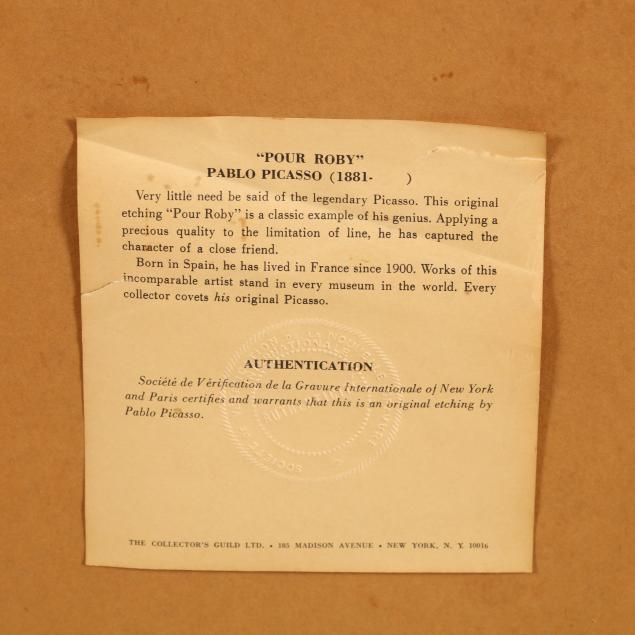 “POUR ROBY”
PABLO PICASSO (1881-      )
Very little need be said of the legendary Picasso. This original
etching “Pour Roby” is a classic example of his genius. Applying a
precious quality to the limitation of line, he has captured the
character of a close friend.
Born in Spain, he has lived in France since 1900. Works of this
incomparable artist stand in every museum in the world. Every
collector covets his original Picasso.
AUTHENTICATION
Société de Vérification de la Gravure Internationale of New York
and Paris certifies and warrants that this is an original etching by
Pablo Picasso.
THE COLLECTOR'S GUILD LTD. • 185 MADISON AVENUE • NEW YORK, N. Y. 10016